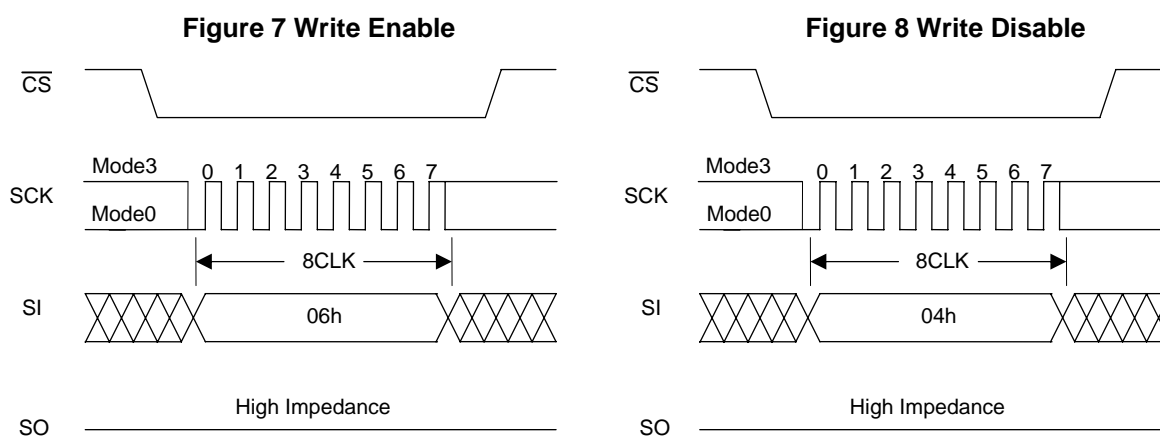 Figure 7 Write Enable
CS
Mode3
0 1 2 3 4 5 6 7
SCK
Mode0
8CLK
SI
06h
High Impedance
SO
Figure 8 Write Disable
CS
Mode3
0 1 2 3 4 5 6 7
SCK
Mode0
8CLK
SI
04h
High Impedance
SO